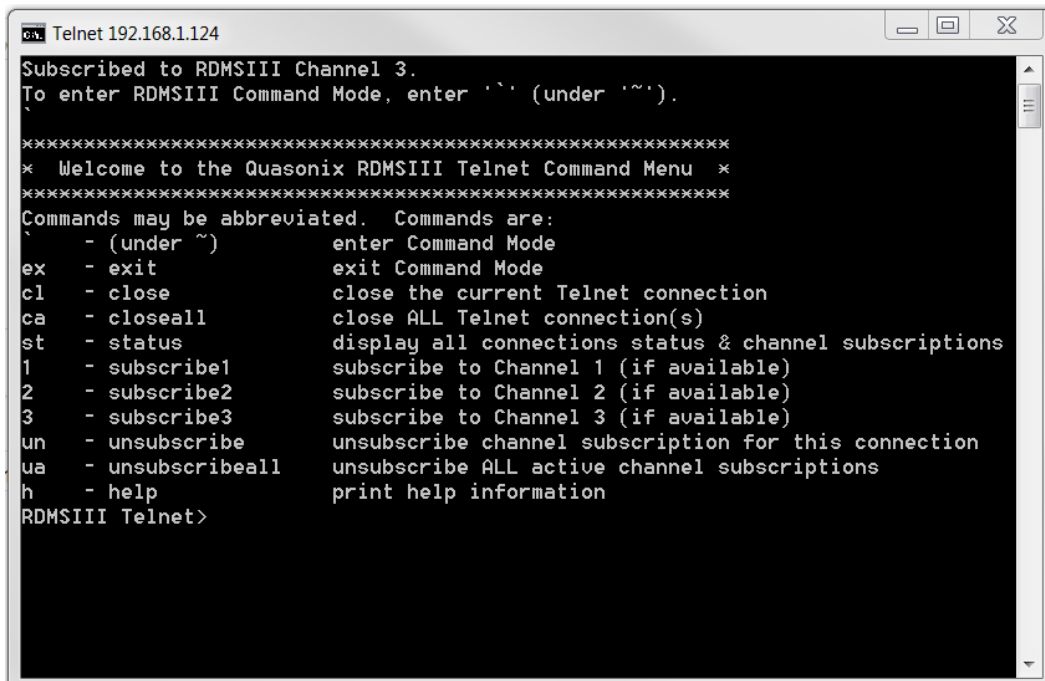 Telnet 192.168.1.124
Subscribed to RDMSIII Channel 3.
To enter RDMSIII Command Mode, enter '`' (under '~').
`
*********************************************************
*  Welcome to the Quasonix RDMSIII Telnet Command Menu  *
*********************************************************
Commands may be abbreviated.  Commands are:
`    - (under ~)         enter Command Mode
ex   - exit              exit Command Mode
cl   - close             close the current Telnet connection
ca   - closeall          close ALL Telnet connection(s)
st   - status            display all connections status & channel subscriptions
1    - subscribe1        subscribe to Channel 1 (if available)
2    - subscribe2        subscribe to Channel 2 (if available)
3    - subscribe3        subscribe to Channel 3 (if available)
un   - unsubscribe       unsubscribe channel subscription for this connection
ua   - unsubscribeall    unsubscribe ALL active channel subscriptions
h    - help              print help information
RDMSIII Telnet>